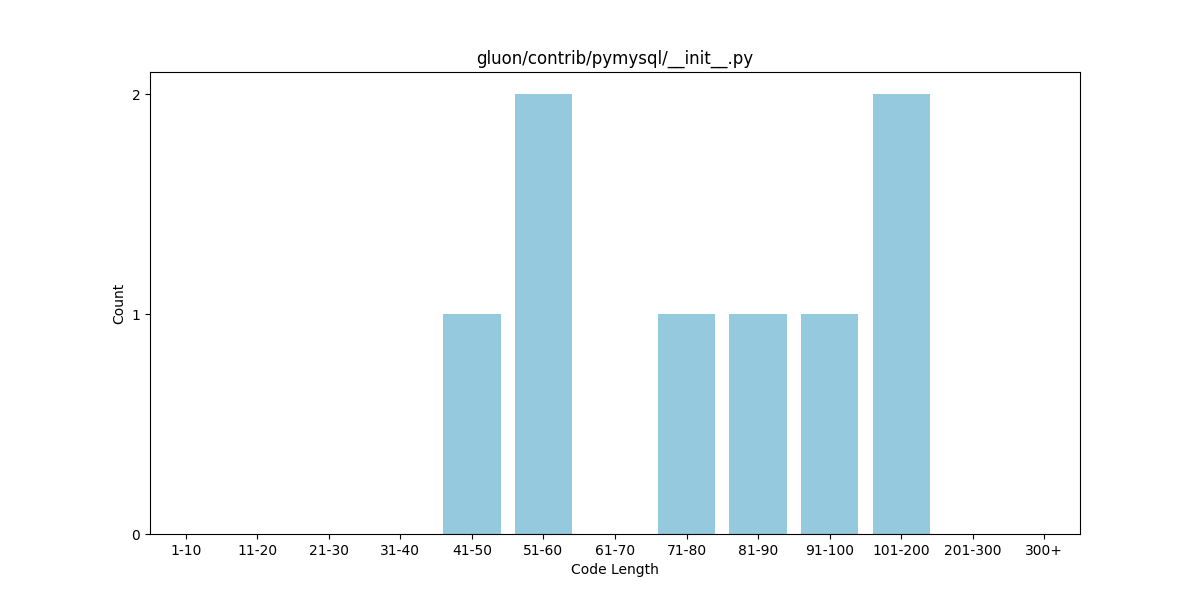 gluon/contrib/pymysql/__init__.py
Count
2
1
0
1-10 11-20 21-30 31-40 41-50 51-60 61-70 71-80 81-90 91-100 101-200 201-300 300+
Code Length